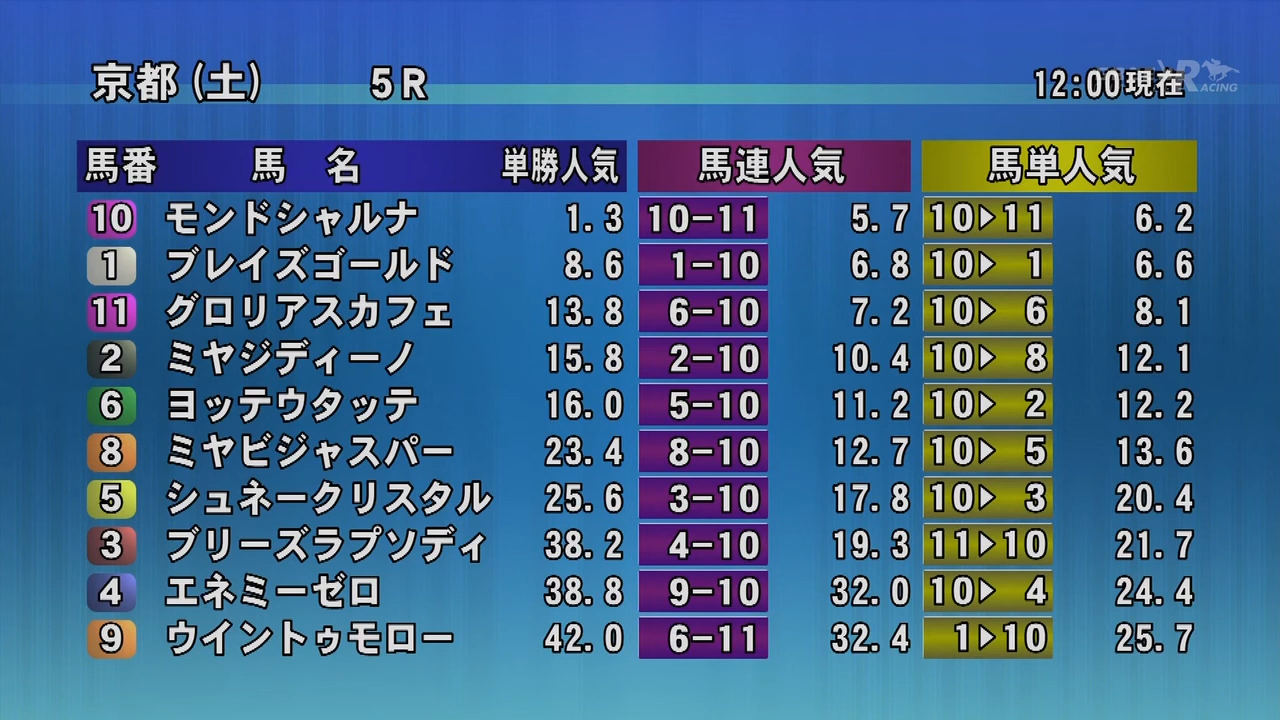 京都(土) 5R 12:00現在
RACING
馬番 馬名 単勝人気 馬連人気 馬単人気
10 モンドシャルナ 1.3 10-11 5.7 10▶11 6.2
1 ブレイズゴールド 8.6 1-10 6.8 10▶1 6.6
11 グロリアスカフェ 13.8 6-10 7.2 10▶6 8.1
2 ミヤジディーノ 15.8 2-10 10.4 10▶8 12.1
6 ヨッテウタッテ 16.0 5-10 11.2 10▶2 12.2
8 ミヤビジャスパー 23.4 8-10 12.7 10▶5 13.6
5 シュネークリスタル 25.6 3-10 17.8 10▶3 20.4
3 ブリーズラプソディ 38.2 4-10 19.3 11▶10 21.7
4 エネミーゼロ 38.8 9-10 32.0 10▶4 24.4
9 ウイントゥモロー 42.0 6-11 32.4 1▶10 25.7